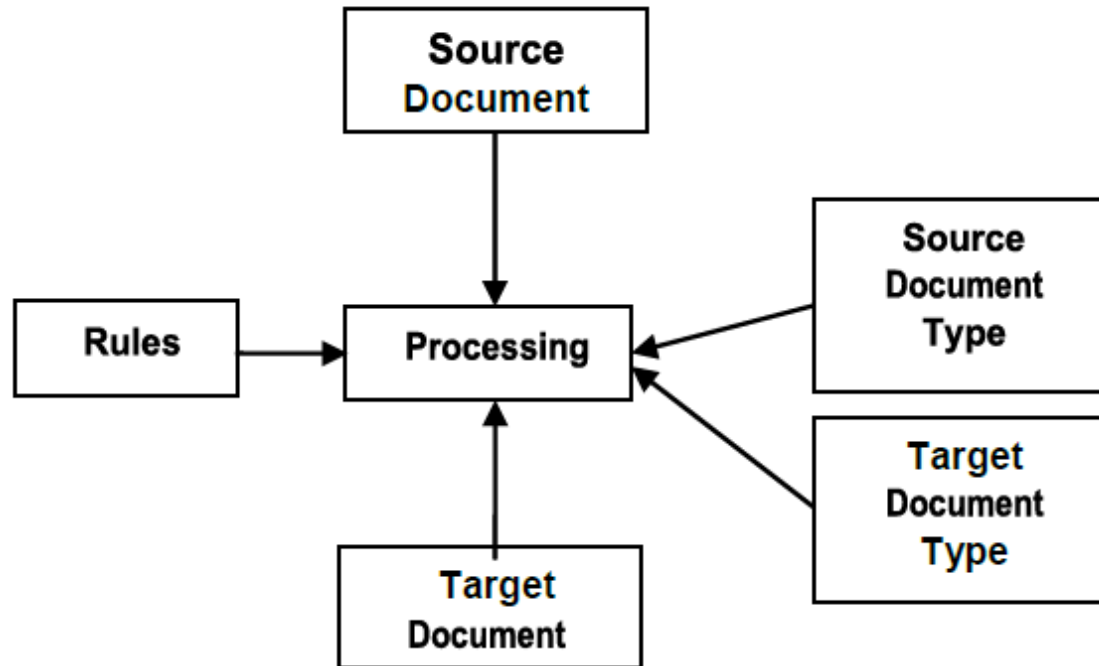 Source
Document
Source
Document
Type
Rules
Processing
Target
Document
Type
Target
Document